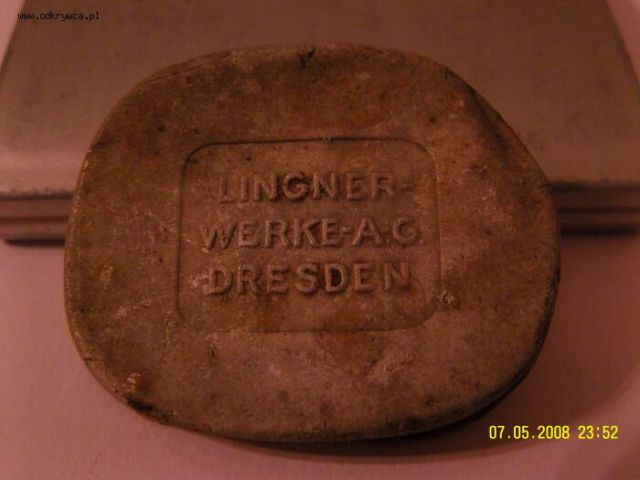 www.odkrywca.pl
LINGNER-
WERKE-A.G.
DRESDEN
07.05.2008 23:52